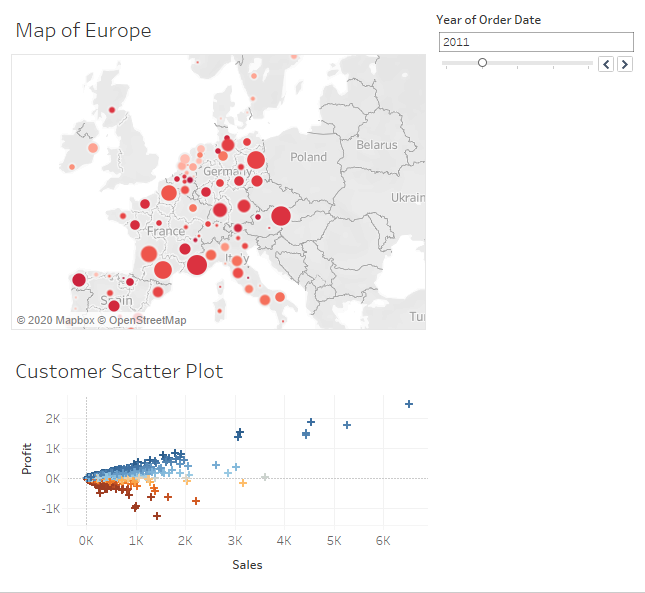 Map of Europe
Year of Order Date
2011
Poland
Belarus
Germany
Ukrain
France
Italy
Spain
© 2020 Mapbox © OpenStreetMap
Tu
Customer Scatter Plot
Profit
2K
1K
0K
-1K
0K 1K 2K 3K 4K 5K 6K
Sales